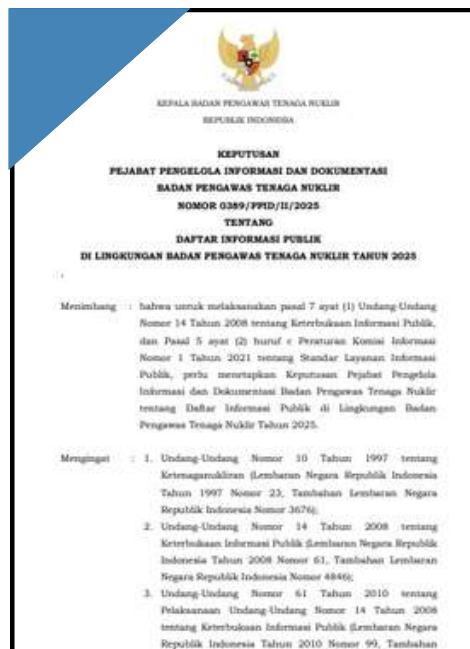 KEPALA BADAN PENGAWAS TENAGA NUKLIR
REPUBLIK INDONESIA
KEPUTUSAN
PEJABAT PENGELOLA INFORMASI DAN DOKUMENTASI
BADAN PENGAWAS TENAGA NUKLIR
NOMOR 0389/PPID/II/2025
TENTANG
DAFTAR INFORMASI PUBLIK
DI LINGKUNGAN BADAN PENGAWAS TENAGA NUKLIR TAHUN 2025
Menimbang : bahwa untuk melaksanakan pasal 7 ayat (1) Undang-Undang
Nomor 14 Tahun 2008 tentang Keterbukaan Informasi Publik,
dan Pasal 5 ayat (2) huruf c Peraturan Komisi Informasi
Nomor 1 Tahun 2021 tentang Standar Layanan Informasi
Publik, perlu menetapkan Keputusan Pejabat Pengelola
Informasi dan Dokumentasi Badan Pengawas Tenaga Nuklir
tentang Daftar Informasi Publik di Lingkungan Badan
Pengawas Tenaga Nuklir Tahun 2025.
Mengingat : 1. Undang-Undang Nomor 10 Tahun 1997 tentang
Ketenaganukliran (Lembaran Negara Republik Indonesia
Tahun 1997 Nomor 23, Tambahan Lembaran Negara
Republik Indonesia Nomor 3676);
2. Undang-Undang Nomor 14 Tahun 2008 tentang
Keterbukaan Informasi Publik (Lembaran Negara Republik
Indonesia Tahun 2008 Nomor 61, Tambahan Lembaran
Negara Republik Indonesia Nomor 4846);
3. Undang-Undang Nomor 61 Tahun 2010 tentang
Pelaksanaan Undang-Undang Nomor 14 Tahun 2008
tentang Keterbukaan Informasi Publik (Lembaran Negara
Republik Indonesia Tahun 2010 Nomor 99, Tambahan